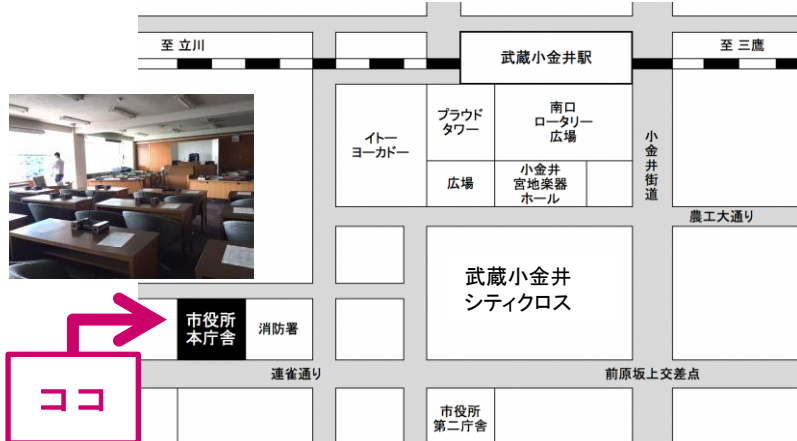 至 立川
武蔵小金井駅
至 三鷹
プラウド
タワー
南口
ロータリー
広場
イトー
ヨーカドー
小金井街道
広場
小金井
宮地楽器
ホール
農工大通り
武蔵小金井
シティクロス
市役所
本庁舎
消防署
連雀通り
前原坂上交差点
ココ
市役所
第二庁舎